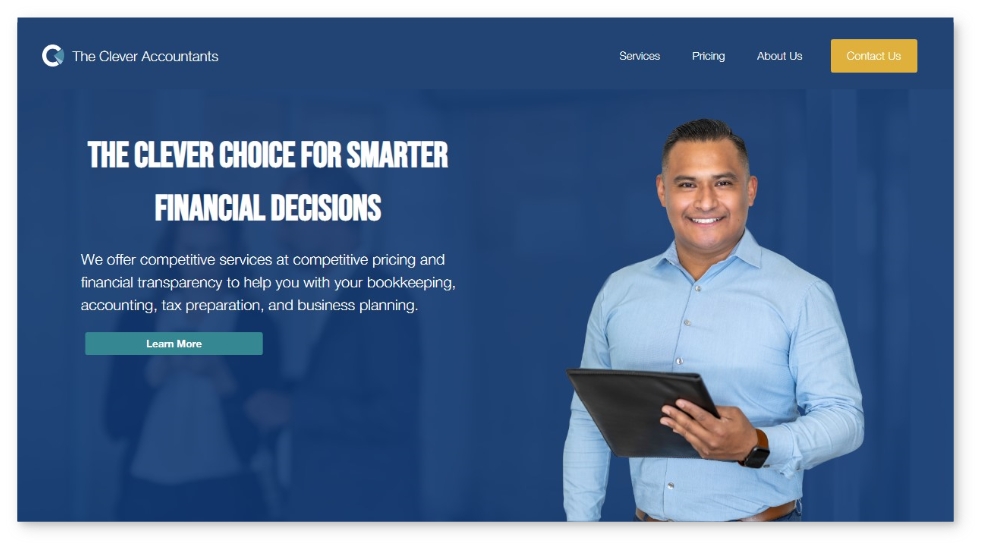 The Clever Accountants
Services
Pricing
About Us
Contact Us
THE CLEVER CHOICE FOR SMARTER
FINANCIAL DECISIONS
We offer competitive services at competitive pricing and
financial transparency to help you with your bookkeeping,
accounting, tax preparation, and business planning.
Learn More